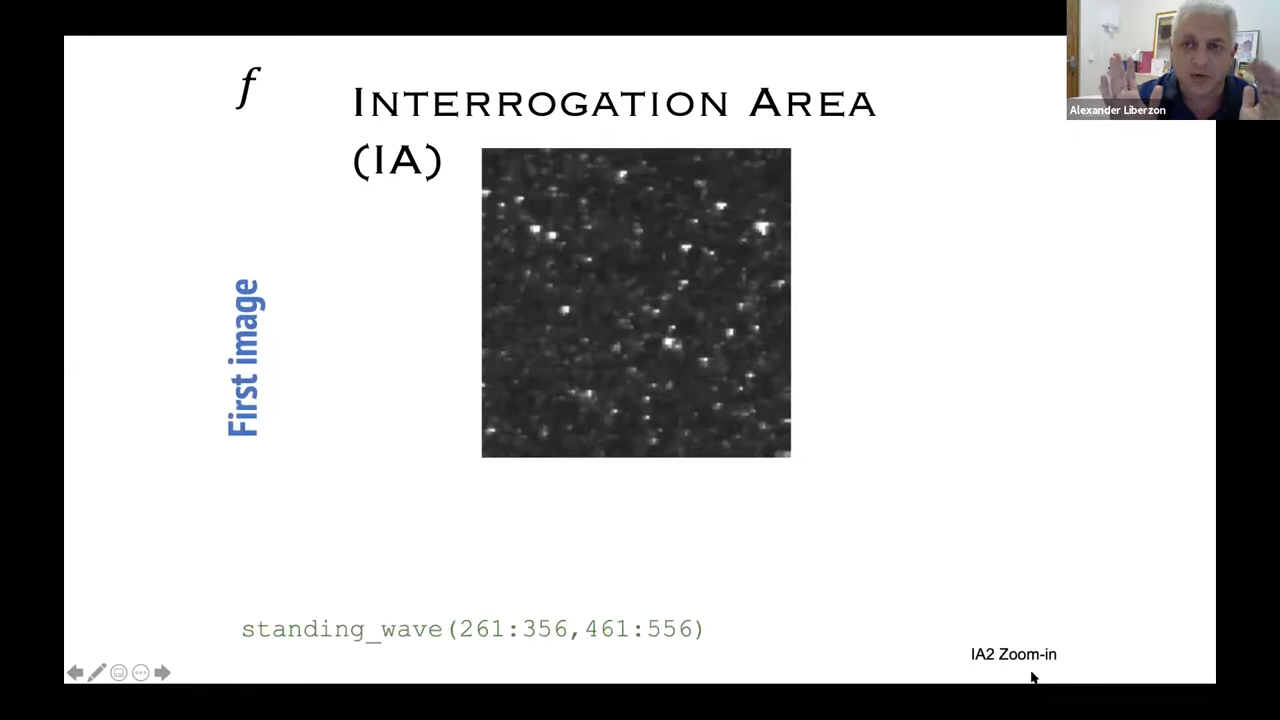 f
INTERROGATION AREA
(IA)
Alexander Liberzon
First image
standing_wave(261:356,461:556)
IA2 Zoom-in